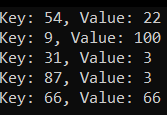 Key: 54, Value: 22
Key: 9, Value: 100
Key: 31, Value: 3
Key: 87, Value: 3
Key: 66, Value: 66